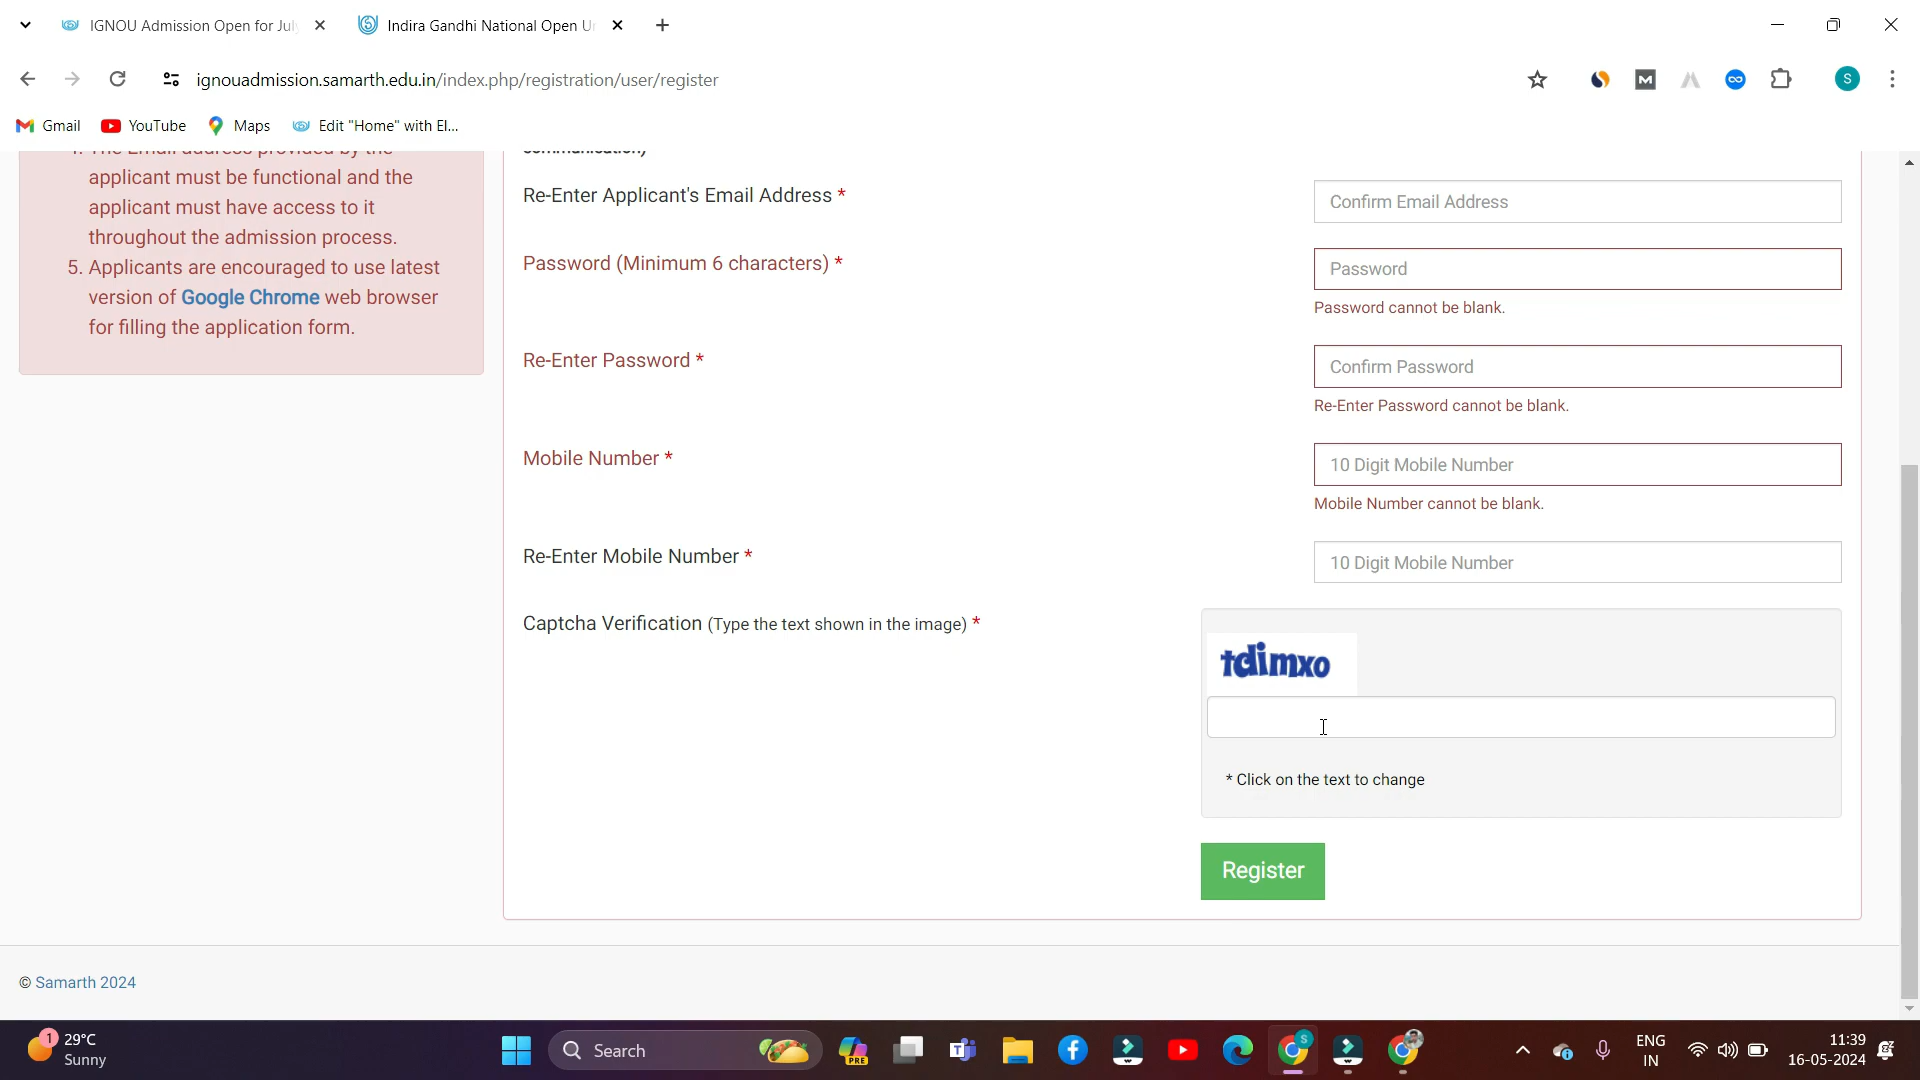 IGNOU Admission Open for Jul
Indira Gandhi National Open Un
ignouadmission.samarth.edu.in/index.php/registration/user/register
S
Gmail
YouTube
Maps
Edit "Home" with El...
applicant must be functional and the
applicant must have access to it
throughout the admission process.
5. Applicants are encouraged to use latest
version of Google Chrome web browser
for filling the application form.
Re-Enter Applicant's Email Address *
Confirm Email Address
Password (Minimum 6 characters) *
Password
Password cannot be blank.
Re-Enter Password *
Confirm Password
Re-Enter Password cannot be blank.
Mobile Number *
10 Digit Mobile Number
Mobile Number cannot be blank.
Re-Enter Mobile Number *
10 Digit Mobile Number
Captcha Verification (Type the text shown in the image) *
tdimxo
* Click on the text to change
Register
© Samarth 2024
1
29°C
Sunny
Search
PRE
ENG
IN
11:39
16-05-2024